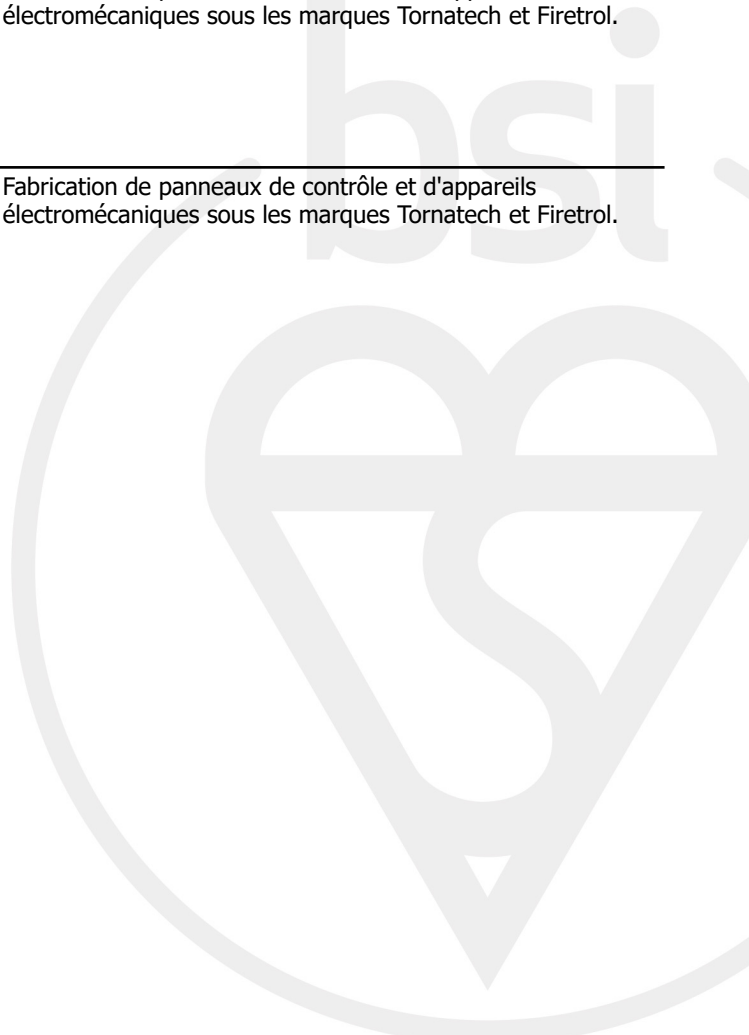 électromécaniques sous les marques Tornatech et Firetrol.
bsi
Fabrication de panneaux de contrôle et d'appareils
électromécaniques sous les marques Tornatech et Firetrol.